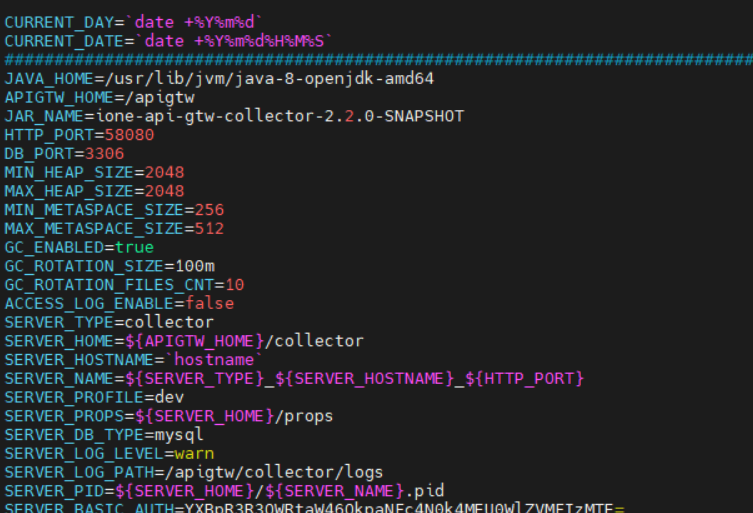 CURRENT_DAY=`date +%Y%m%d`
CURRENT_DATE=`date +%Y%m%d%H%M%S`
################################################################################
JAVA_HOME=/usr/lib/jvm/java-8-openjdk-amd64
APIGTW_HOME=/apigtw
JAR_NAME=ione-api-gtw-collector-2.2.0-SNAPSHOT
HTTP_PORT=58080
DB_PORT=3306
MIN_HEAP_SIZE=2048
MAX_HEAP_SIZE=2048
MIN_METASPACE_SIZE=256
MAX_METASPACE_SIZE=512
GC_ENABLED=true
GC_ROTATION_SIZE=100m
GC_ROTATION_FILES_CNT=10
ACCESS_LOG_ENABLE=false
SERVER_TYPE=collector
SERVER_HOME=${APIGTW_HOME}/collector
SERVER_HOSTNAME=`hostname`
SERVER_NAME=${SERVER_TYPE}_${SERVER_HOSTNAME}_${HTTP_PORT}
SERVER_PROFILE=dev
SERVER_PROPS=${SERVER_HOME}/props
SERVER_DB_TYPE=mysql
SERVER_LOG_LEVEL=warn
SERVER_LOG_PATH=/apigtw/collector/logs
SERVER_PID=${SERVER_HOME}/${SERVER_NAME}.pid
SERVER_BASIC_AUTH=